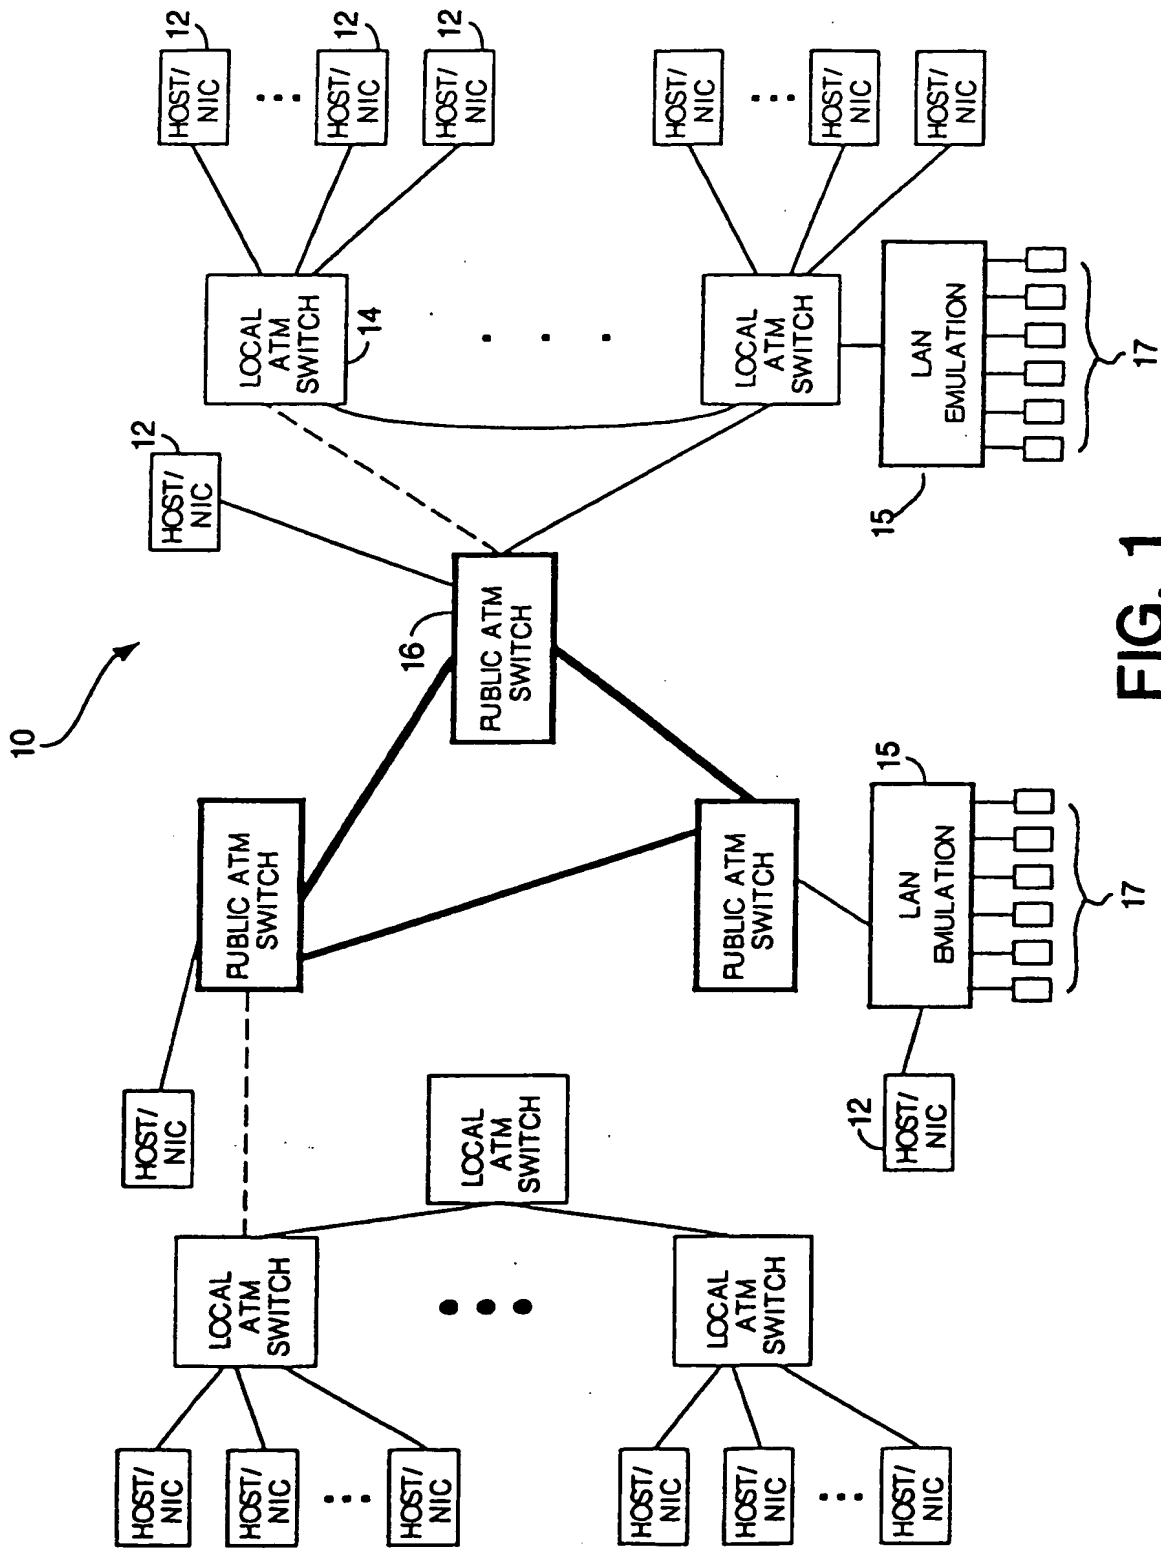 10
HOST/
NIC
HOST/
NIC
12
HOST/
NIC
12
HOST/
NIC
LOCAL
ATM
SWITCH
PUBLIC ATM
SWITCH
LOCAL
ATM
SWITCH
14
HOST/
NIC
12
HOST/
NIC
HOST/
NIC
12
HOST/
NIC
LOCAL
ATM
SWITCH
16
PUBLIC ATM
SWITCH
HOST/
NIC
HOST/
NIC
LOCAL
ATM
SWITCH
PUBLIC ATM
SWITCH
LOCAL
ATM
SWITCH
HOST/
NIC
HOST/
NIC
HOST/
NIC
12
HOST/
NIC
15
LAN
EMULATION
15
LAN
EMULATION
HOST/
NIC
17
17
FIG. 1